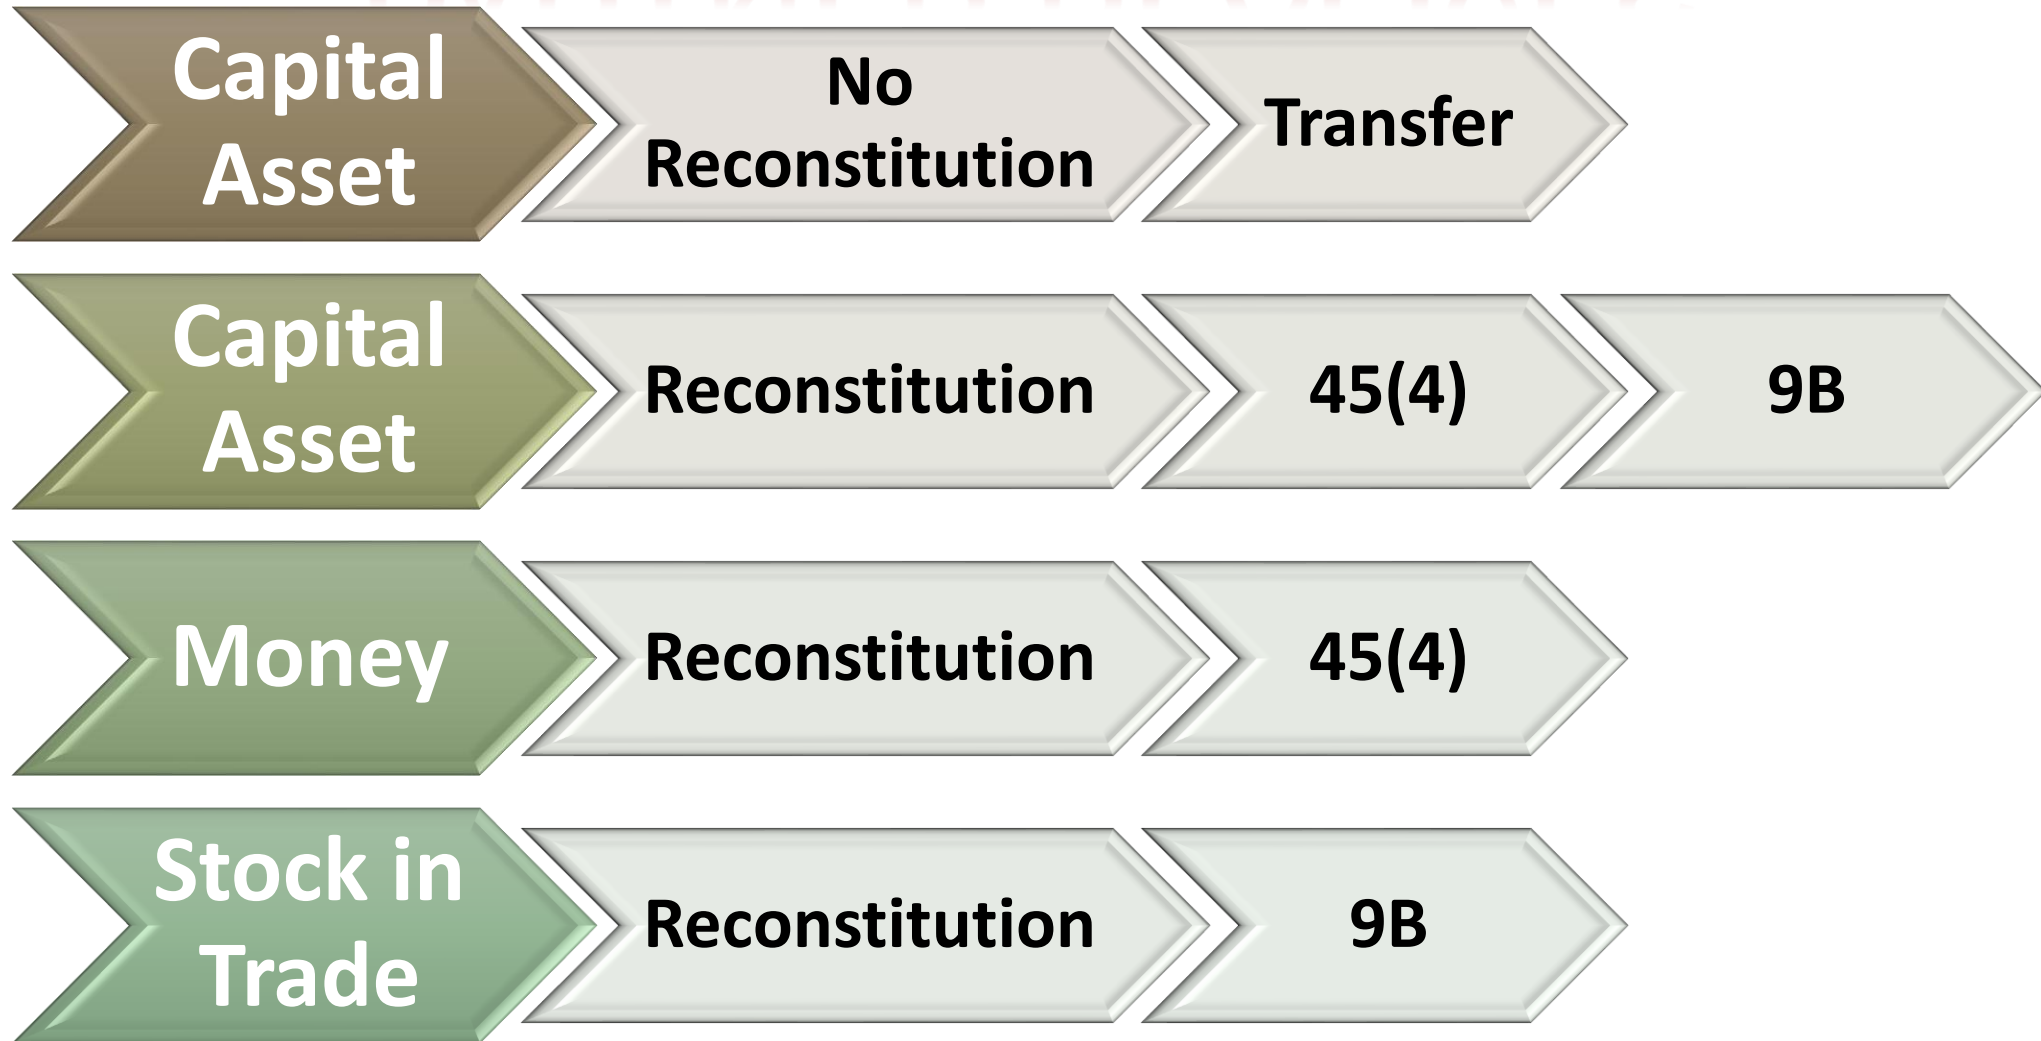 Capital
Asset
No
Reconstitution
Transfer
Capital
Asset
Reconstitution
45(4)
9B
Money
Reconstitution
45(4)
Stock in
Trade
Reconstitution
9B